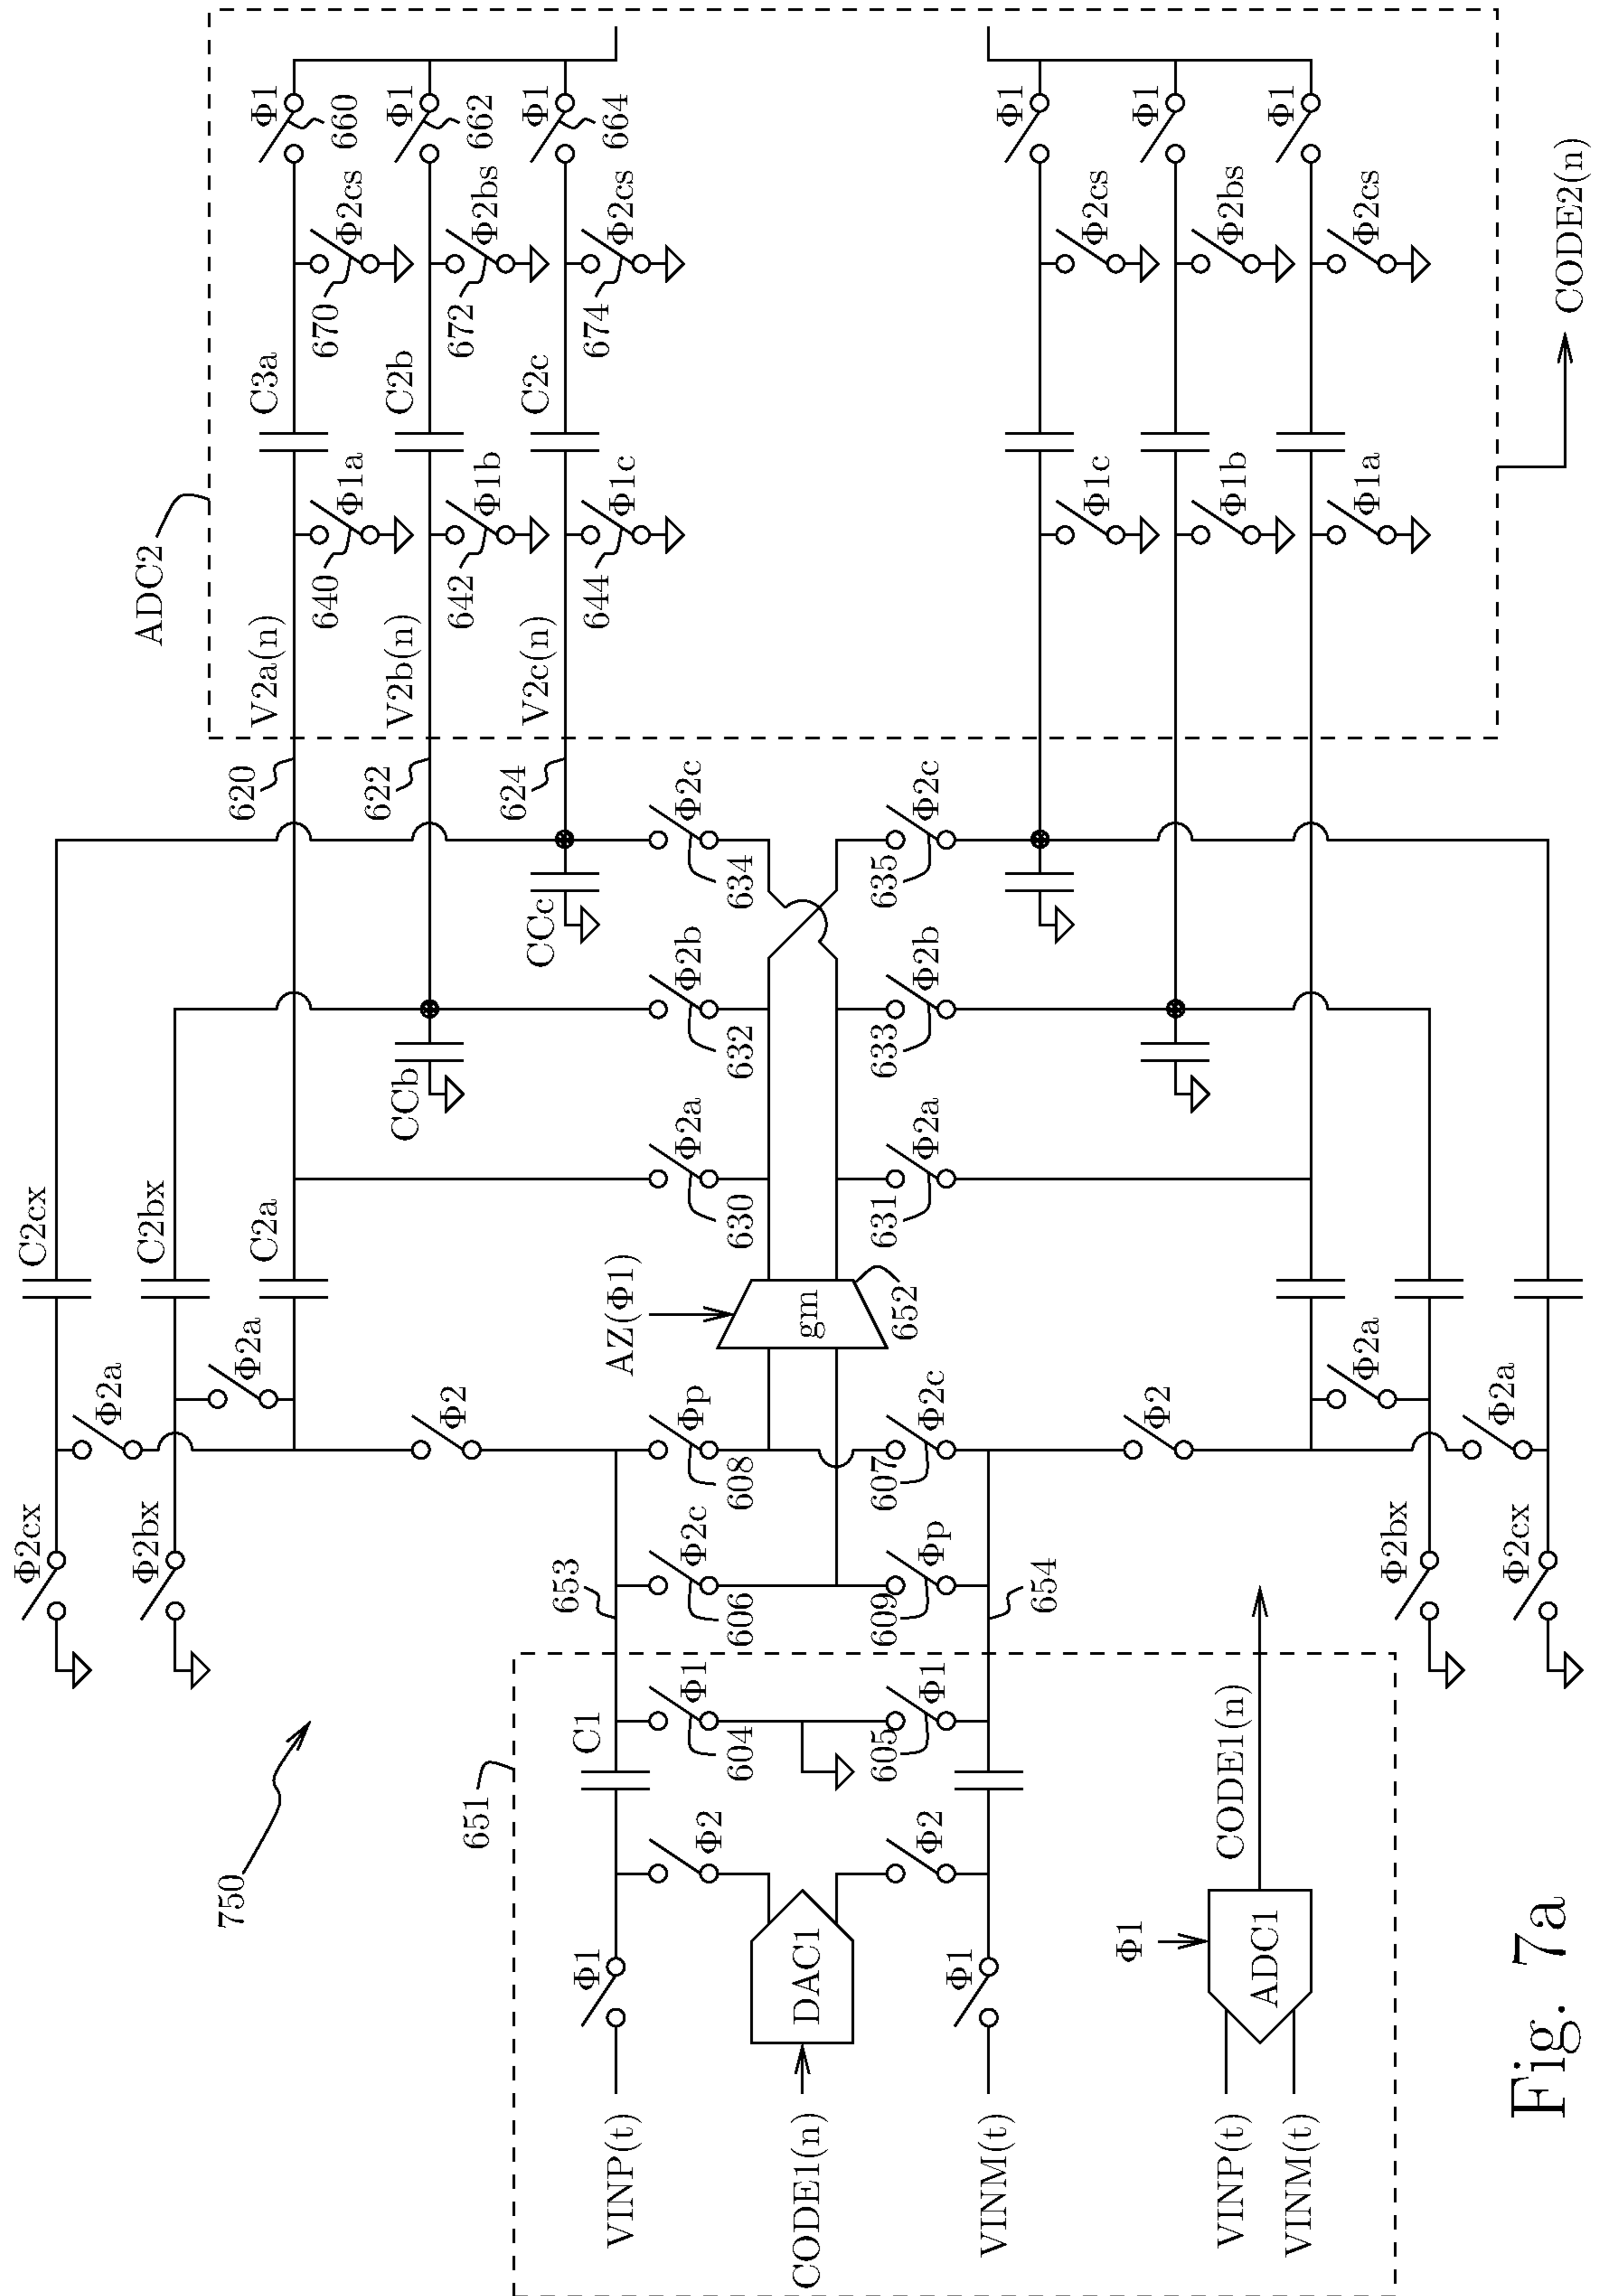 ADC2
Φ1
660
Φ2cs
670
C3a
Φ1a
640
V2a(n)
620
Φ1
662
Φ2bs
672
C2b
Φ1b
642
V2b(n)
622
Φ1
664
Φ2cs
674
C2c
Φ1c
644
V2c(n)
624
Φ1
Φ2cs
Φ1c
Φ1
Φ2bs
Φ1b
Φ1
Φ2cs
Φ1a
CODE2(n)
C2cx
C2bx
C2a
Φ2cx
Φ2bx
Φ2a
Φ2a
Φ2
CCc
CCb
Φ2c
634
Φ2c
635
Φ2b
632
Φ2b
633
Φ2a
630
Φ2a
631
AZ(Φ1)
gm
652
Φp
608
Φ2c
607
Φ2c
606
Φp
609
653
654
Φ2
Φ2a
Φ2a
Φ2bx
Φ2cx
750
651
C1
Φ1
604
Φ1
605
Φ2
Φ2
Φ1
DAC1
Φ1
VINP(t)
CODE1(n)
VINM(t)
CODE1(n)
Φ1
ADC1
VINP(t)
VINM(t)
Fig. 7a